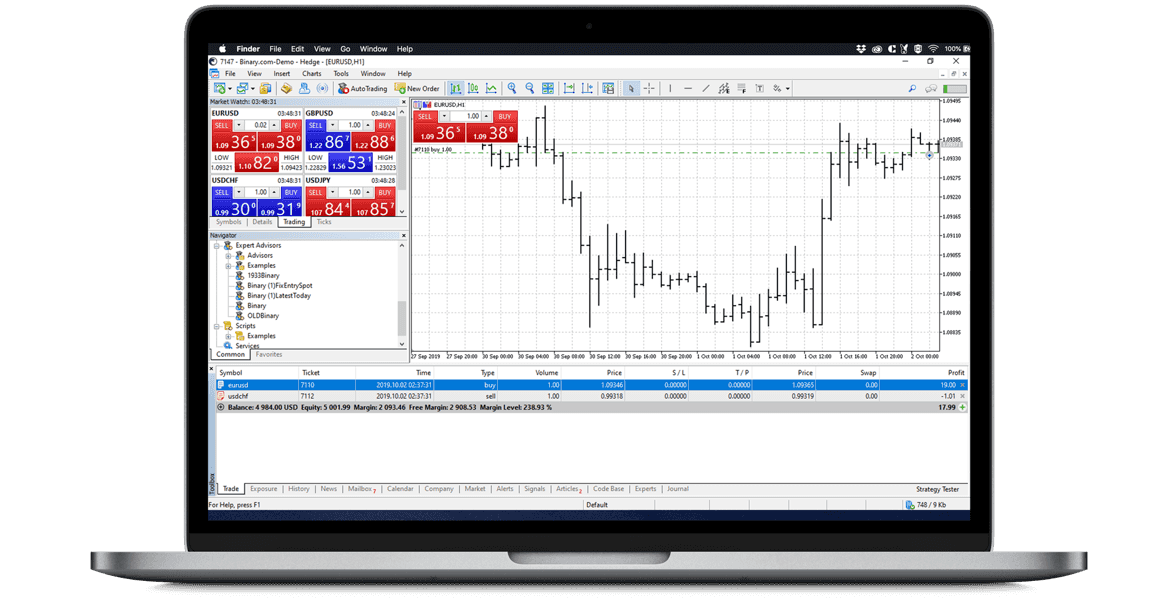 Finder File Edit View Go Window Help 100%
7147 - Binary.com-Demo - Hedge - [EURUSD,H1]
File View Insert Charts Tools Window Help
AutoTrading New Order
Market Watch: 03:48:31
EURUSD 03:48:31 GBPUSD 03:48:24
SELL 0.02 BUY SELL 1.00 BUY
1.09 36 5 1.09 38 0 1.22 86 7 1.22 88 6
LOW 1.10 82 0 HIGH LOW 1.56 53 1 HIGH
1.09321 1.09423 1.22829 1.23023
USDCHF 03:48:31 USDJPY 03:48:28
SELL 1.00 BUY SELL 1.00 BUY
0.99 30 0 0.99 31 9 107 84 4 107 85 7
Symbols Details Trading Ticks
Navigator
Expert Advisors
Advisors
Examples
1933Binary
Binary (1)FixEntrySpot
Binary (1)LatestToday
Binary
OLDBinary
Scripts
Examples
Services
Common Favorites
EURUSD,H1
SELL 1.00 BUY
1.09 36 5 1.09 38 0
#7110 buy 1.00
1.09495
1.09440
1.09385
1.09330
1.09275
1.09220
1.09165
1.09110
1.09055
1.09000
1.08945
1.08890
1.08835
27 Sep 2019 27 Sep 20:00 30 Sep 00:00 30 Sep 04:00 30 Sep 08:00 30 Sep 12:00 30 Sep 16:00 30 Sep 20:00 1 Oct 00:00 1 Oct 04:00 1 Oct 08:00 1 Oct 12:00 1 Oct 16:00 1 Oct 20:00 2 Oct 00:00
Symbol Ticket Time Type Volume Price S / L T / P Price Swap Profit
eurusd 7110 2019.10.02 02:37:31 buy 1.00 1.09346 0.00000 0.00000 1.09365 0.00 19.00
usdchf 7112 2019.10.02 02:37:31 sell 1.00 0.99318 0.00000 0.00000 0.99319 0.00 -1.01
Balance: 4 984.00 USD Equity: 5 001.99 Margin: 2 093.46 Free Margin: 2 908.53 Margin Level: 238.93 % 17.99
Toolbox
Trade Exposure History News Mailbox 7 Calendar Company Market Alerts Signals Articles 2 Code Base Experts Journal Strategy Tester
For Help, press F1 Default 748 / 9 Kb